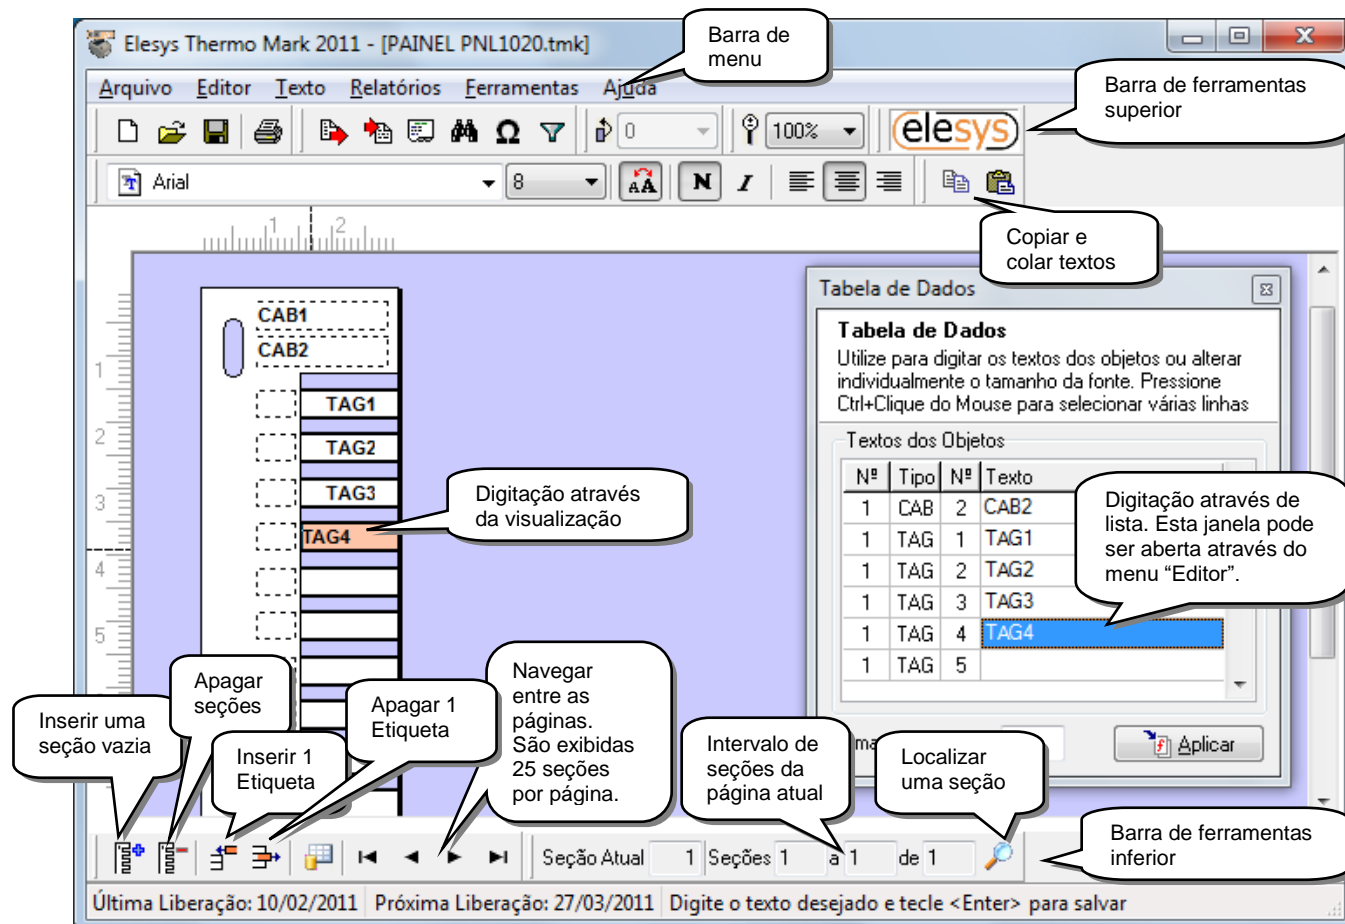 Elesys Thermo Mark 2011 - [PAINEL PNL1020.tmk]
Barra de
menu
Arquivo Editor Texto Relatórios Ferramentas Ajuda
Barra de ferramentas
superior
0
100%
elesys
Arial
8
N I
Copiar e
colar textos
1 2
Tabela de Dados
Tabela de Dados
Utilize para digitar os textos dos objetos ou alterar
individualmente o tamanho da fonte. Pressione
Ctrl+Clique do Mouse para selecionar várias linhas
Textos dos Objetos
Nº Tipo Nº Texto
1 CAB 2 CAB2
1 TAG 1 TAG1
1 TAG 2 TAG2
1 TAG 3 TAG3
1 TAG 4 TAG4
1 TAG 5
Aplicar
Digitação através de
lista. Esta janela pode
ser aberta através do
menu “Editor”.
CAB1
CAB2
TAG1
TAG2
TAG3
TAG4
1
2
3
4
5
Digitação através
da visualização
Inserir uma
seção vazia
Apagar
seções
Inserir 1
Etiqueta
Apagar 1
Etiqueta
Navegar
entre as
páginas.
São exibidas
25 seções
por página.
Intervalo de
seções da
página atual
Localizar
uma seção
Barra de ferramentas
inferior
Seção Atual 1 Seções 1 a 1 de 1
Última Liberação: 10/02/2011 Próxima Liberação: 27/03/2011 Digite o texto desejado e tecle <Enter> para salvar